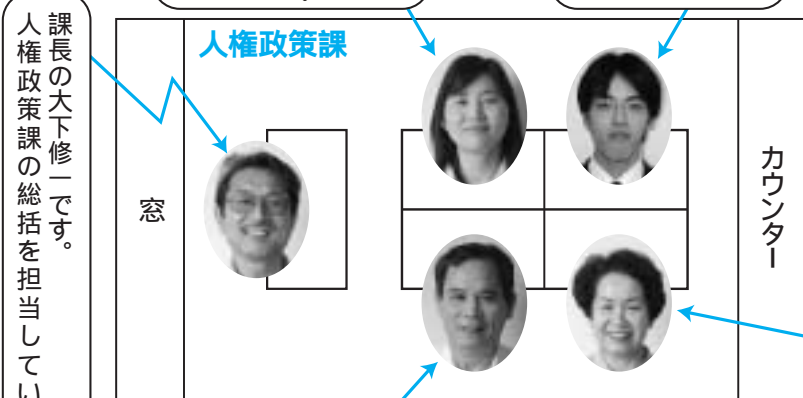 課長の大下修一です。
人権政策課の総括を担当してい
人権政策課
窓
カウンター